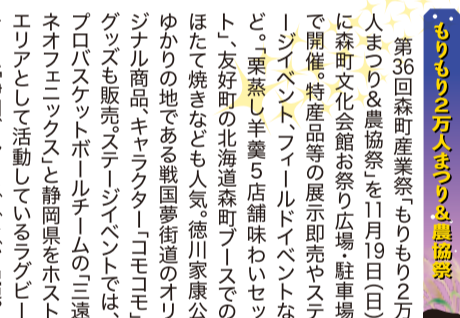 もりもり2万人まつり&農協祭
第36回森町産業祭「もりもり2万
人まつり&農協祭」を11月19日(日)
に森町文化会館お祭り広場・駐車場
で開催。特産品等の展示即売やステ
ージイベント、フィールドイベントな
ど。「栗蒸し羊羹5店舗味わいセッ
ト」、友好町の北海道森町ブースでの
ほたて焼きなども人気。徳川家康公
ゆかりの地である戦国夢街道のオリ
ジナル商品、キャラクター「コモコモ」
グッズも販売。ステージイベントでは、
プロバスケットボールチームの「三遠
ネオフェニックス」と静岡県をホスト
エリアとして活動しているラグビー